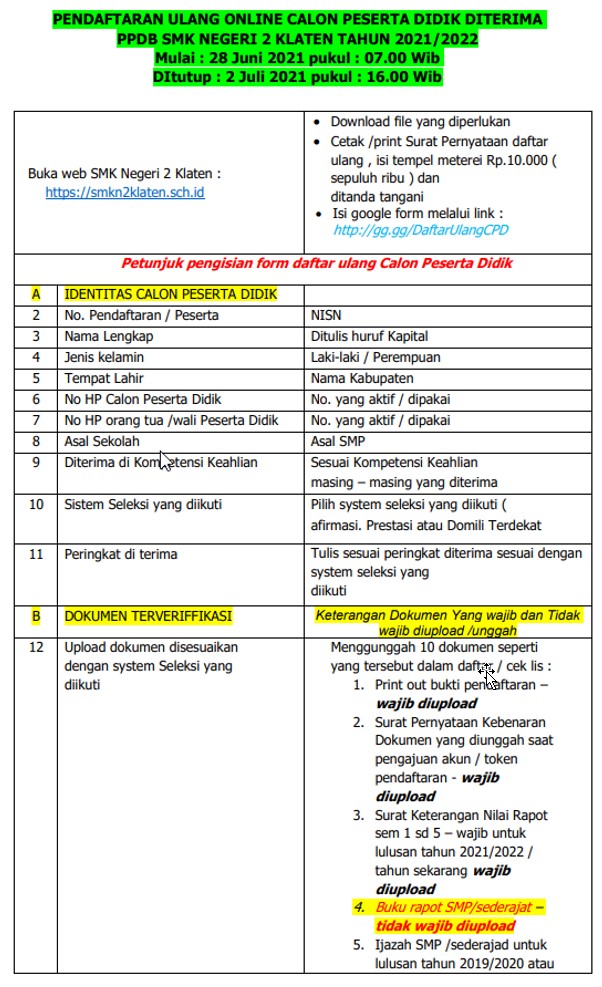 PENDAFTARAN ULANG ONLINE CALON PESERTA DIDIK DITERIMA
PPDB SMK NEGERI 2 KLATEN TAHUN 2021/2022
Mulai : 28 Juni 2021 pukul : 07.00 Wib
DItutup : 2 Juli 2021 pukul : 16.00 Wib
Buka web SMK Negeri 2 Klaten :
https://smkn2klaten.sch.id
• Download file yang diperlukan
• Cetak /print Surat Pernyataan daftar
ulang , isi tempel meterei Rp.10.000 (
sepuluh ribu ) dan
ditanda tangani
• Isi google form melalui link :
http://gg.gg/DaftarUlangCPD
Petunjuk pengisian form daftar ulang Calon Peserta Didik
A IDENTITAS CALON PESERTA DIDIK
2 No. Pendaftaran / Peserta NISN
3 Nama Lengkap Ditulis huruf Kapital
4 Jenis kelamin Laki-laki / Perempuan
5 Tempat Lahir Nama Kabupaten
6 No HP Calon Peserta Didik No. yang aktif / dipakai
7 No HP orang tua /wali Peserta Didik No. yang aktif / dipakai
8 Asal Sekolah Asal SMP
9 Diterima di Kompetensi Keahlian Sesuai Kompetensi Keahlian
masing – masing yang diterima
10 Sistem Seleksi yang diikuti Pilih system seleksi yang diikuti (
afirmasi. Prestasi atau Domili Terdekat
11 Peringkat di terima Tulis sesuai peringkat diterima sesuai dengan
system seleksi yang
diikuti
B DOKUMEN TERVERIFFIKASI Keterangan Dokumen Yang wajib dan Tidak
wajib diupload /unggah
12 Upload dokumen disesuaikan
dengan system Seleksi yang
diikuti
Menggunggah 10 dokumen seperti
yang tersebut dalam daftar / cek lis :
1. Print out bukti pendaftaran –
wajib diupload
2. Surat Pernyataan Kebenaran
Dokumen yang diunggah saat
pengajuan akun / token
pendaftaran - wajib
diupload
3. Surat Keterangan Nilai Rapot
sem 1 sd 5 – wajib untuk
lulusan tahun 2021/2022 /
tahun sekarang wajib
diupload
4. Buku rapot SMP/sederajat –
tidak wajib diupload
5. Ijazah SMP /sederajad untuk
lulusan tahun 2019/2020 atau